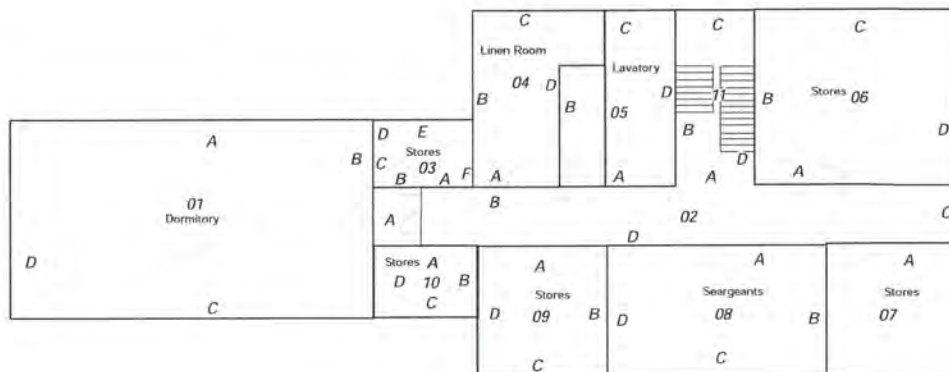 C
C
C
C
Linen Room
04
D
B
B
Lavatory
05
D
11
B
D
A
B
Stores 06
D
A
A
A
D
E
Stores
C
03
B
A
F
A
B
01
Dormitory
D
C
A
B
02
C
D
Stores A
D
10
B
C
A
Stores
D
09
B
C
A
Seargeants
D
08
B
C
A
Stores
07